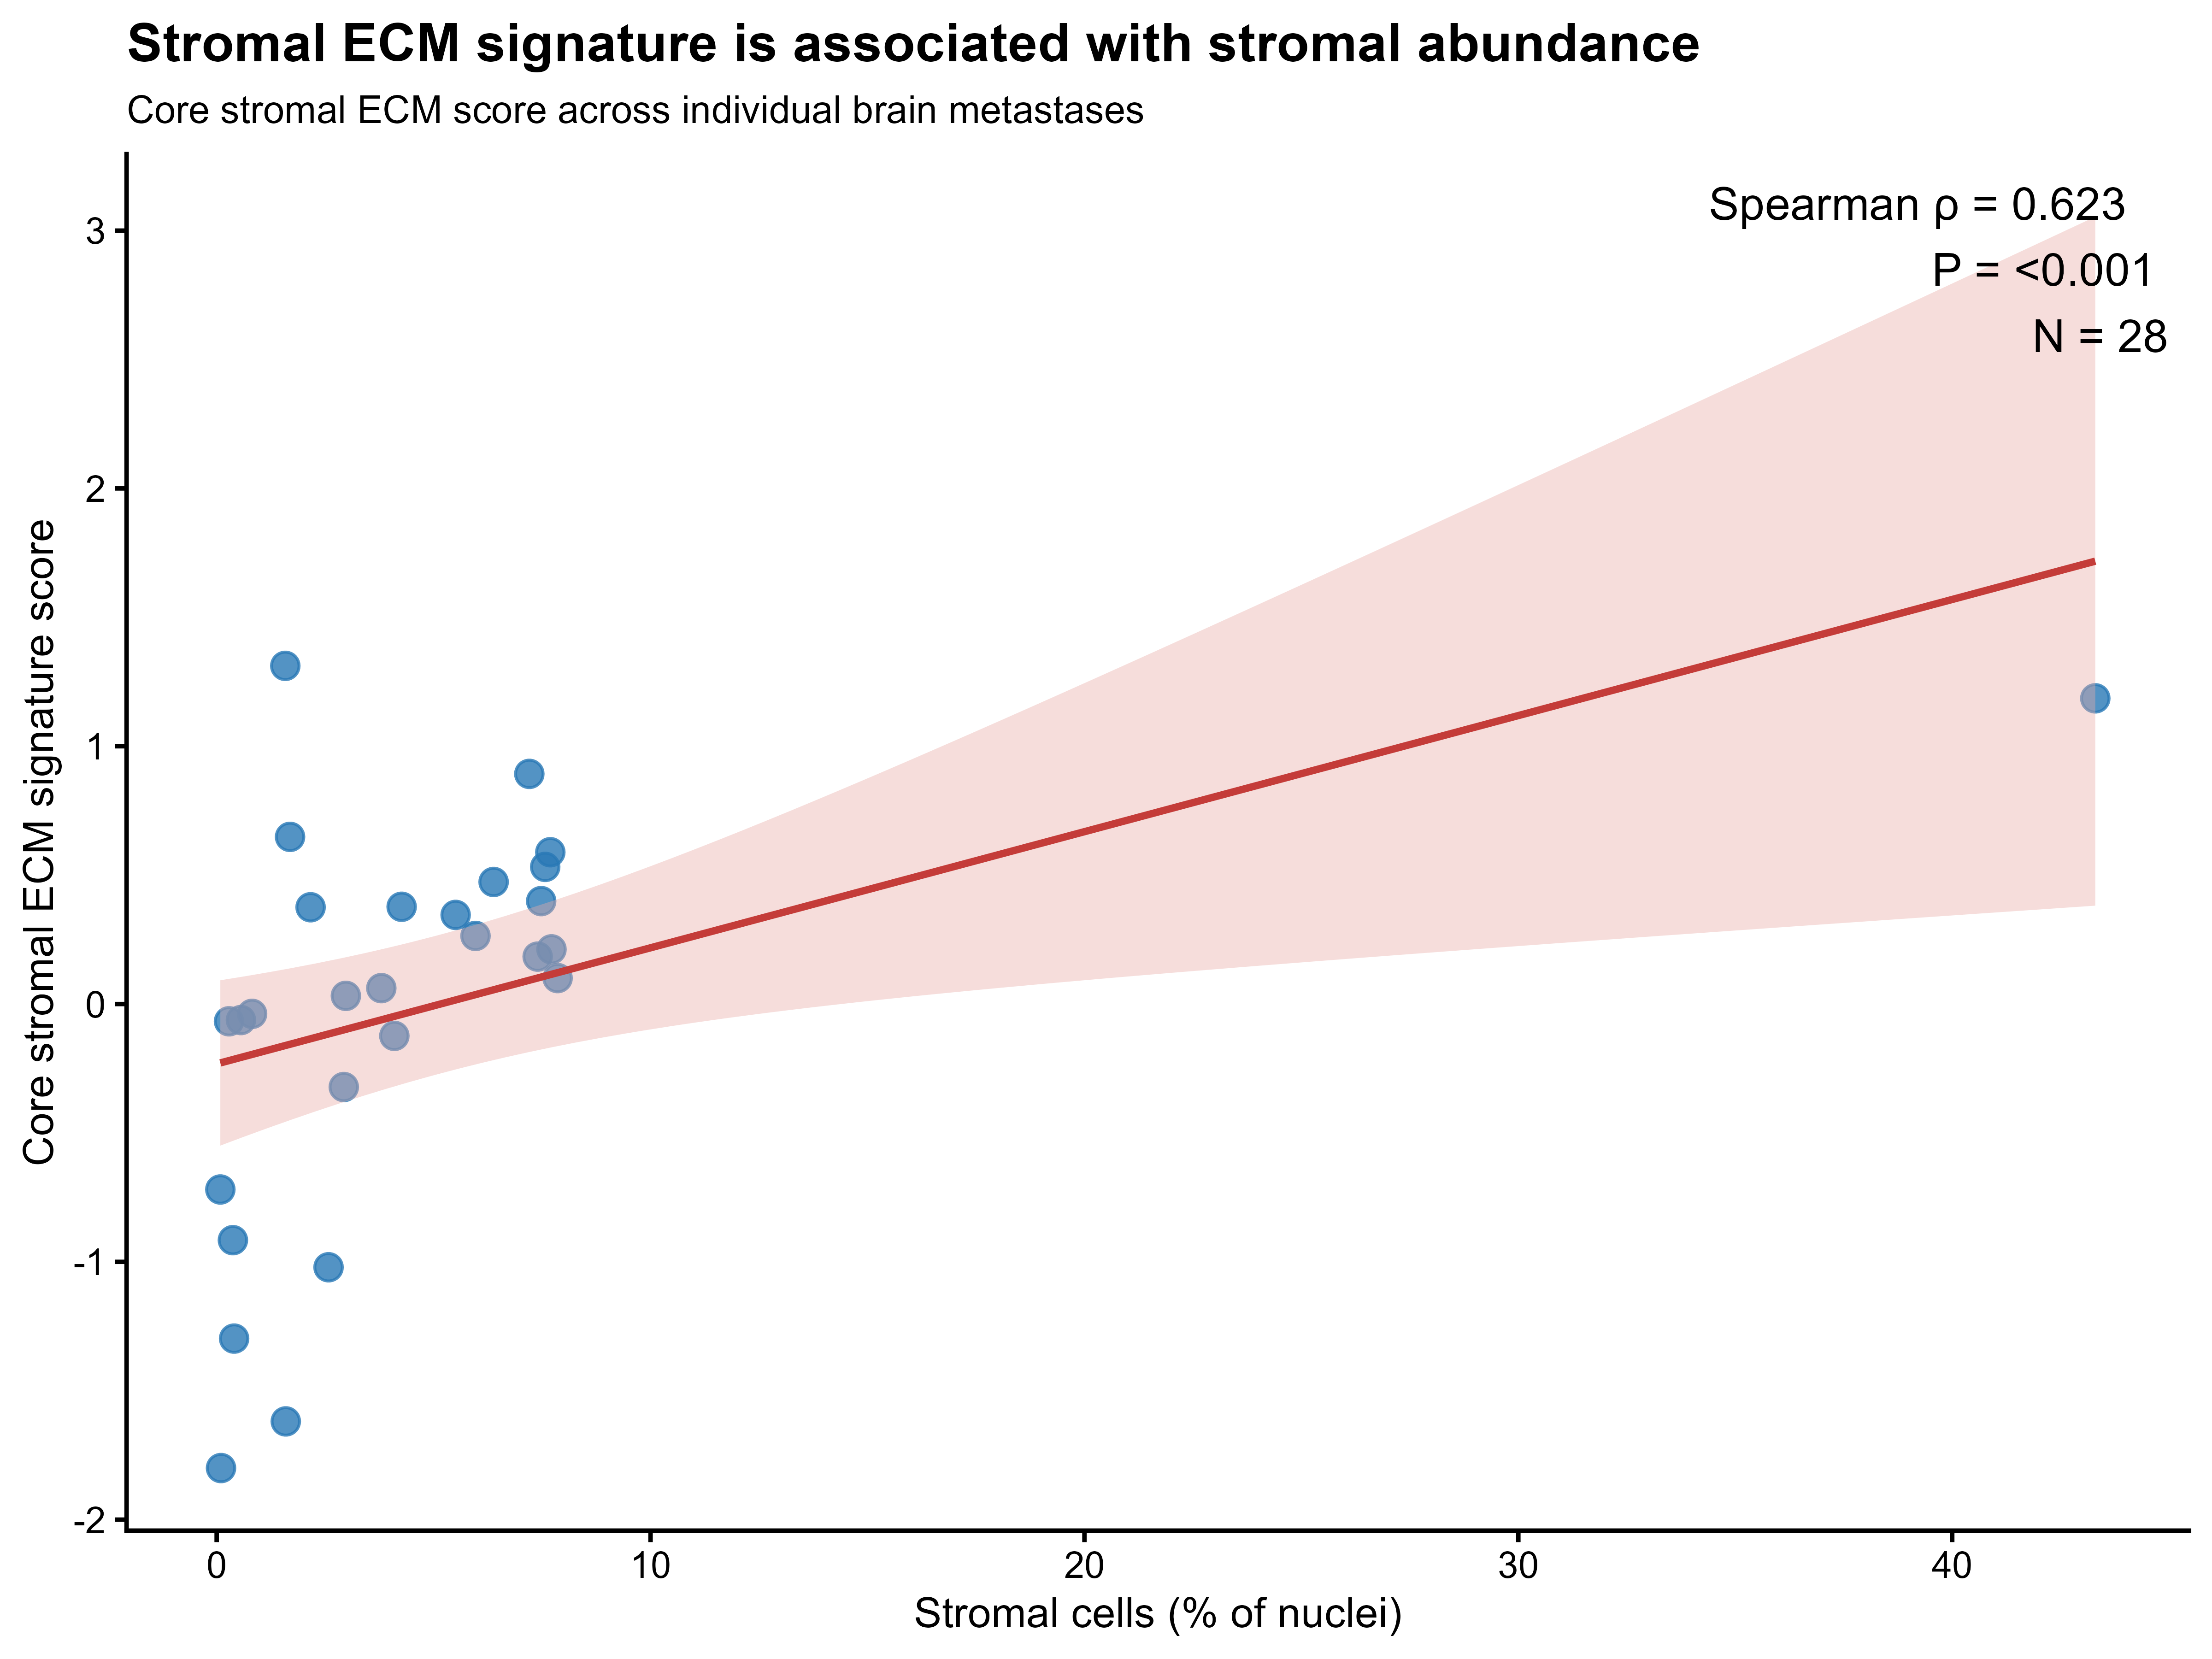 Stromal ECM signature is associated with stromal abundance
Core stromal ECM score across individual brain metastases
Spearman ρ = 0.623
P = <0.001
N = 28
Core stromal ECM signature score
3
2
1
0
-1
-2
0 10 20 30 40
Stromal cells (% of nuclei)